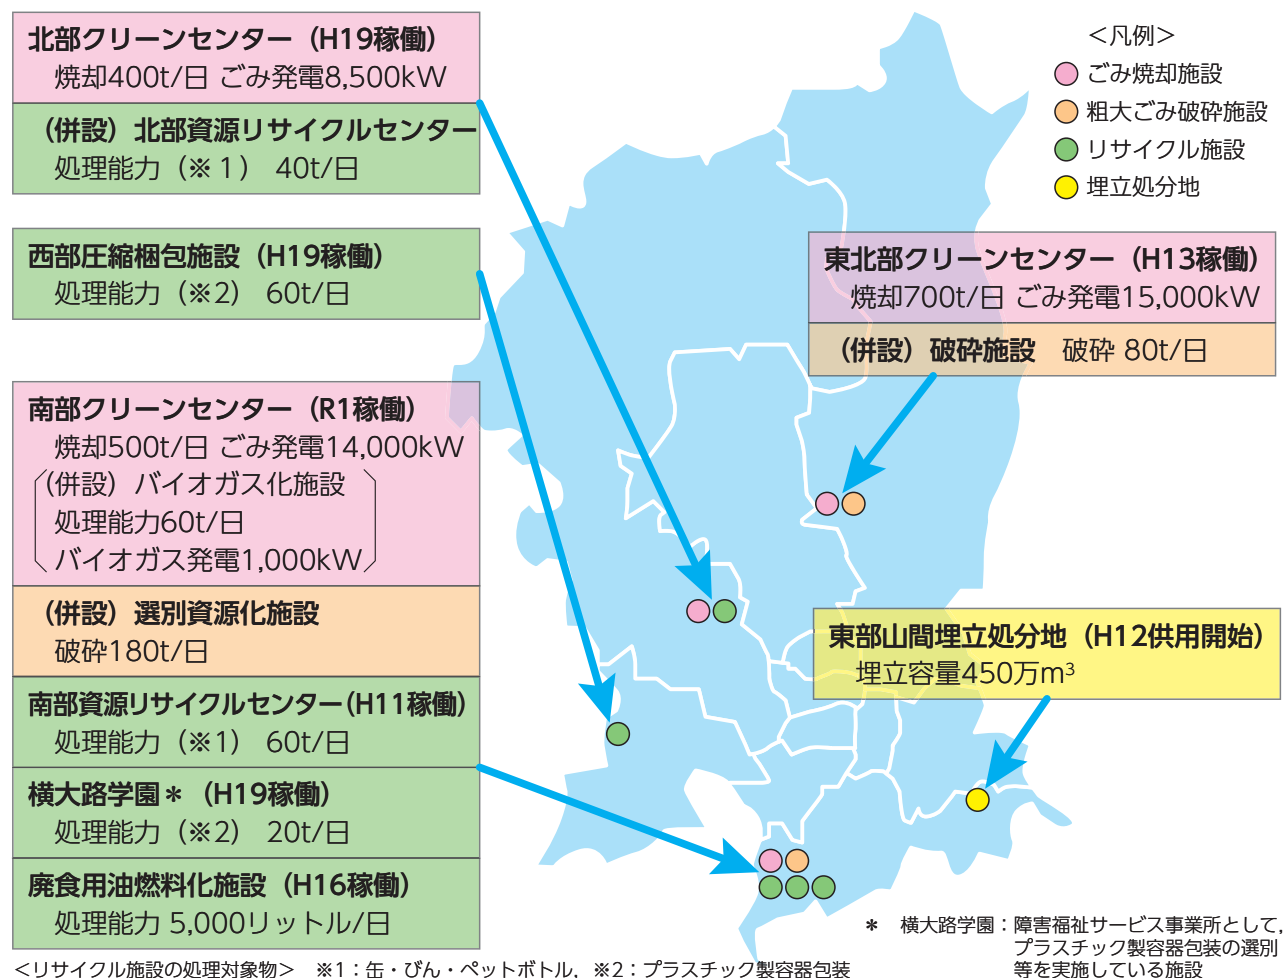 北部クリーンセンター（H19稼働）
焼却400t/日 ごみ発電8,500kW
（併設）北部資源リサイクルセンター
処理能力（※１） 40t/日
西部圧縮梱包施設（H19稼働）
処理能力（※2） 60t/日
南部クリーンセンター（R1稼働）
焼却500t/日 ごみ発電14,000kW
（併設）バイオガス化施設
処理能力60t/日
バイオガス発電1,000kW
（併設）選別資源化施設
破砕180t/日
南部資源リサイクルセンター（H11稼働）
処理能力（※1） 60t/日
横大路学園＊（H19稼働）
処理能力（※2） 20t/日
廃食用油燃料化施設（H16稼働）
処理能力 5,000リットル/日
＜凡例＞
ごみ焼却施設
粗大ごみ破砕施設
リサイクル施設
埋立処分地
東北部クリーンセンター（H13稼働）
焼却700t/日 ごみ発電15,000kW
（併設）破砕施設 破砕 80t/日
東部山間埋立処分地（H12供用開始）
埋立容量450万m³
＊ 横大路学園：障害福祉サービス事業所として，
プラスチック製容器包装の選別
等を実施している施設
＜リサイクル施設の処理対象物＞ ※1：缶・びん・ペットボトル，※2：プラスチック製容器包装